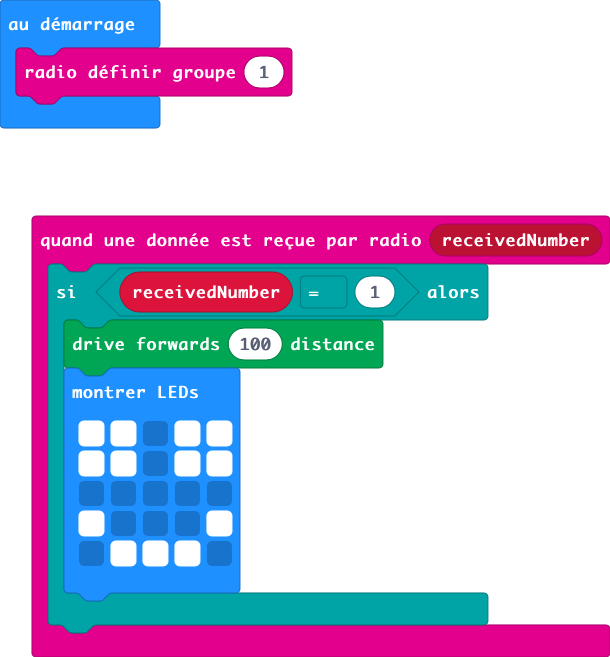 au démarrage
radio définir groupe 1
quand une donnée est reçue par radio receivedNumber
si receivedNumber = 1 alors
drive forwards 100 distance
montrer LEDs